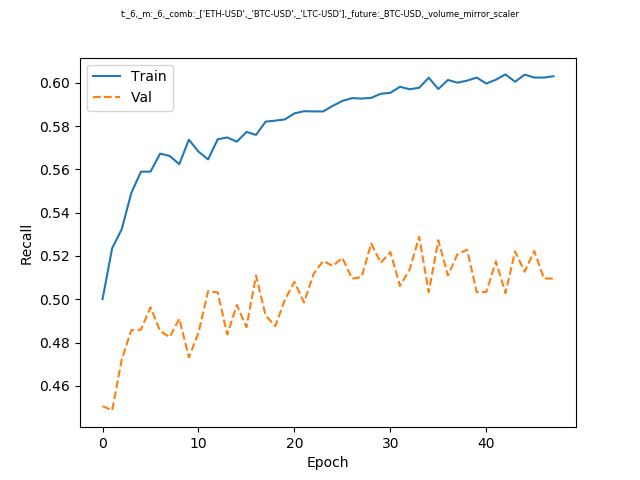 t:_6,_m:_6,_comb:_['ETH-USD',_'BTC-USD',_'LTC-USD'],_future:_BTC-USD,_volume_mirror_scaler
Train
Val
0.60
0.58
0.56
0.54
0.52
0.50
0.48
0.46
Recall
0
10
20
30
40
Epoch